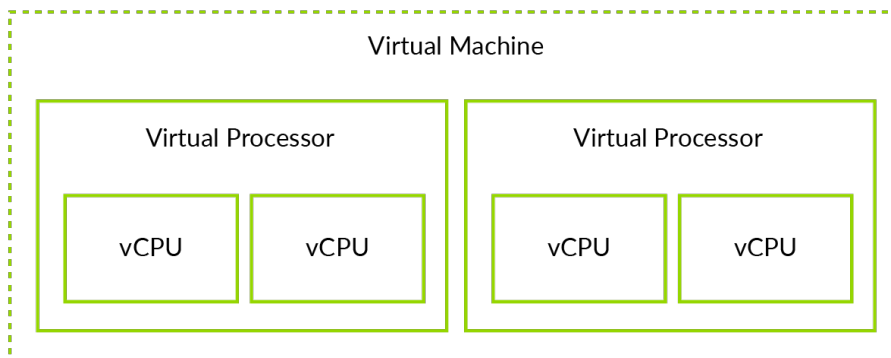 Virtual Machine
Virtual Processor
Virtual Processor
vCPU
vCPU
vCPU
vCPU